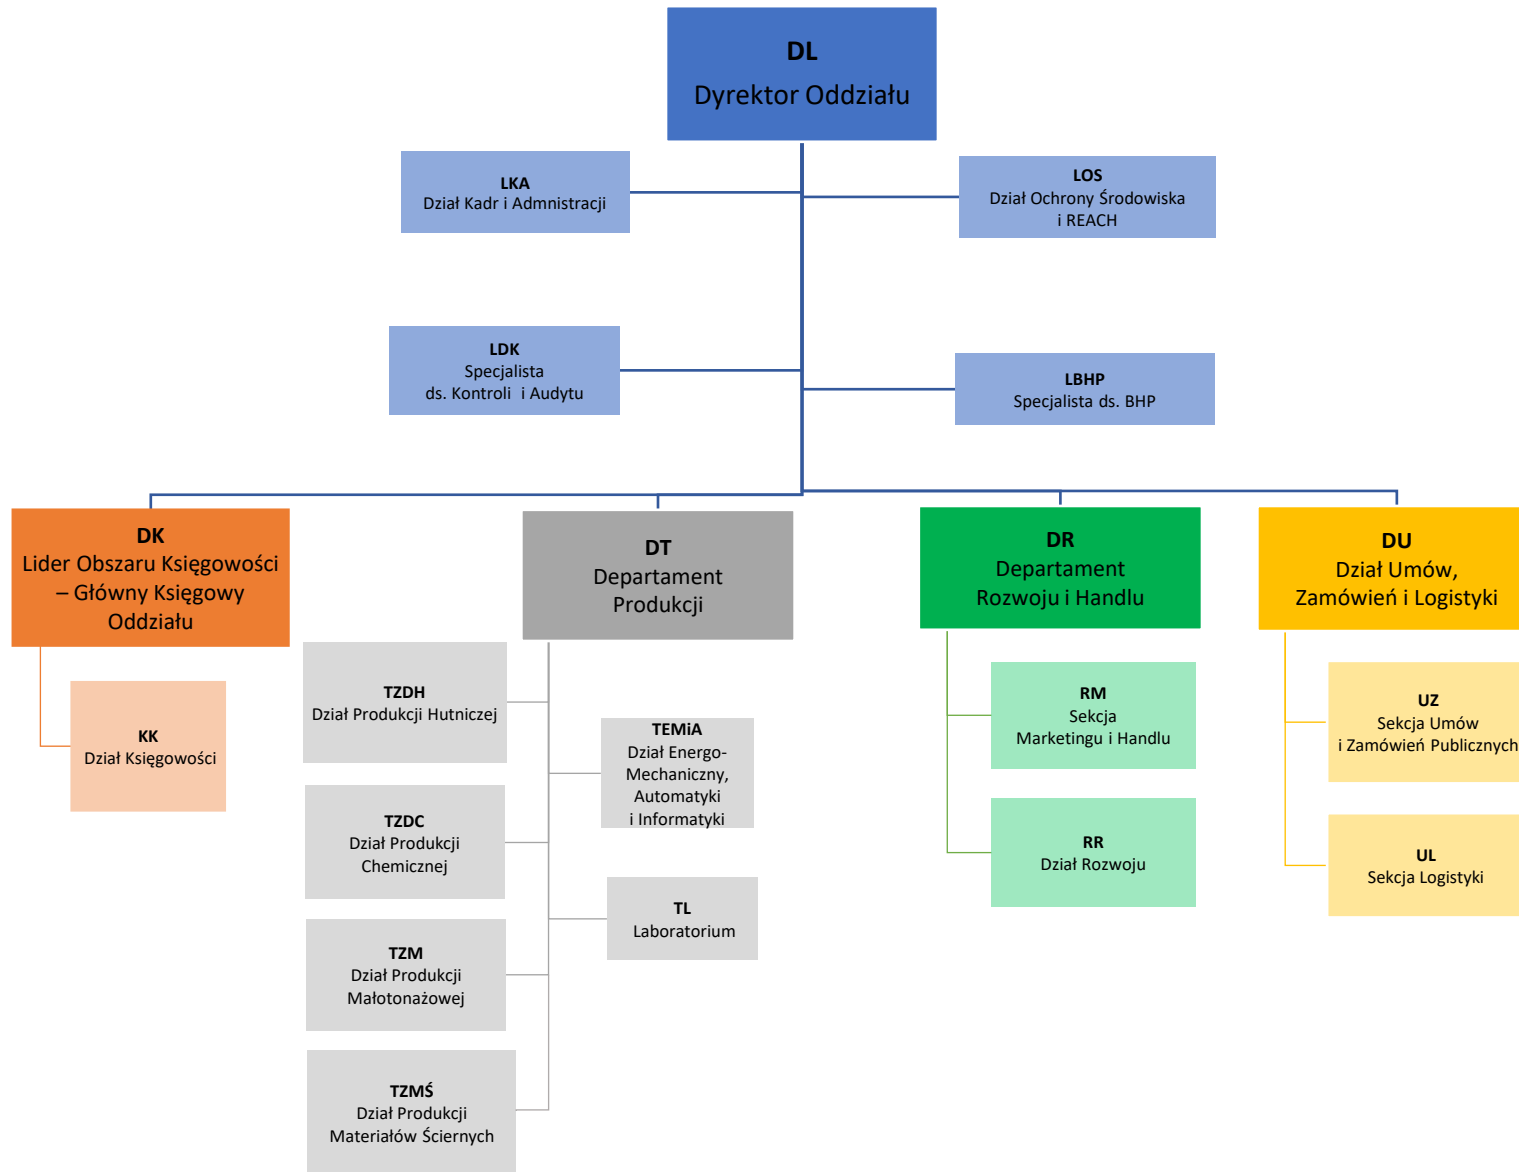 DL
Dyrektor Oddziału
LKA
Dział Kadr i Admnistracji
LOS
Dział Ochrony Środowiska
i REACH
LDK
Specjalista
ds. Kontroli i Audytu
LBHP
Specjalista ds. BHP
DK
Lider Obszaru Księgowości
– Główny Księgowy
Oddziału
DT
Departament
Produkcji
DR
Departament
Rozwoju i Handlu
DU
Dział Umów,
Zamówień i Logistyki
KK
Dział Księgowości
TZDH
Dział Produkcji Hutniczej
TEMiA
Dział Energo-
Mechaniczny,
Automatyki
i Informatyki
TZDC
Dział Produkcji
Chemicznej
TL
Laboratorium
TZM
Dział Produkcji
Małotonażowej
TZMŚ
Dział Produkcji
Materiałów Ściernych
RM
Sekcja
Marketingu i Handlu
RR
Dział Rozwoju
UZ
Sekcja Umów
i Zamówień Publicznych
UL
Sekcja Logistyki